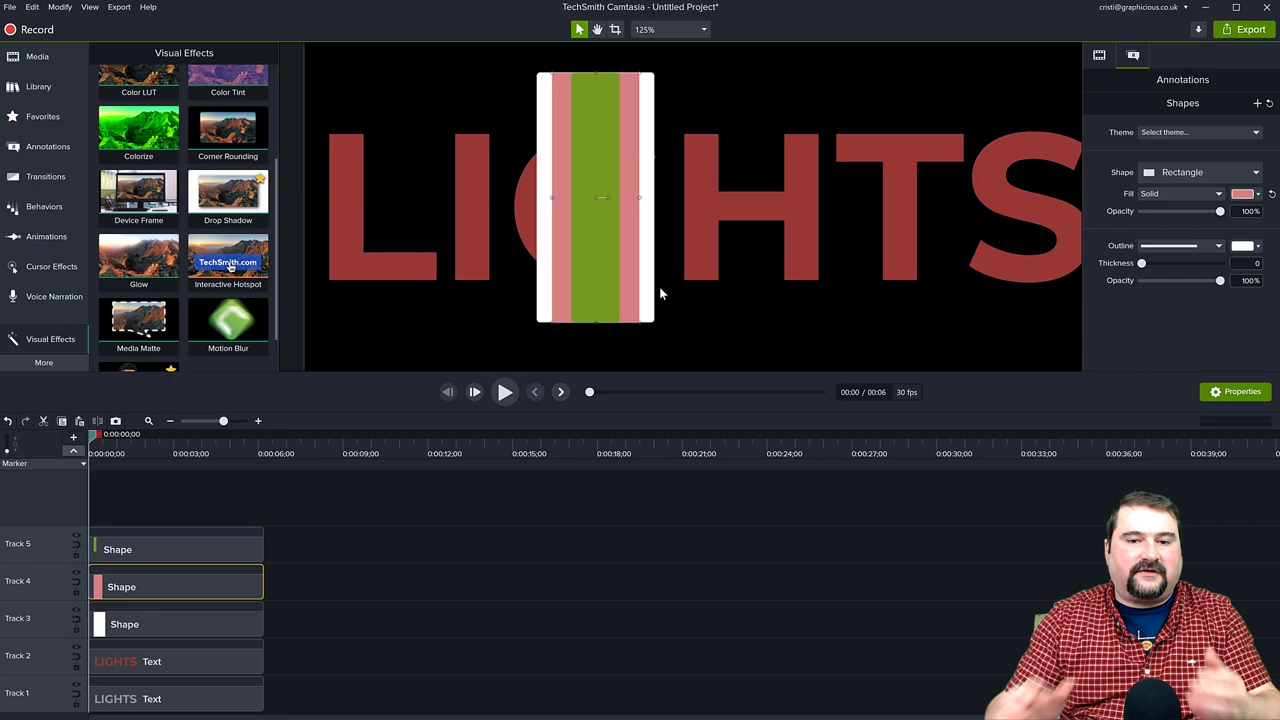 File Edit Modify View Export Help
TechSmith Camtasia - Untitled Project*
cristi@graphicious.co.uk
Record
125%
Export
Media
Library
Favorites
Annotations
Transitions
Behaviors
Animations
Cursor Effects
Voice Narration
Visual Effects
More
Visual Effects
Color LUT
Color Tint
Colorize
Corner Rounding
Device Frame
Drop Shadow
TechSmith.com
Glow
Interactive Hotspot
Media Matte
Motion Blur
LIGHTS
Annotations
Shapes
Theme Select theme...
Shape Rectangle
Fill Solid
Opacity 100%
Outline
Thickness 0
Opacity 100%
00:00 / 00:06 30 fps
Properties
0:00:00;00
0:00:00;00 0:00:03;00 0:00:06;00 0:00:09;00 0:00:12;00 0:00:15;00 0:00:18;00 0:00:21;00 0:00:24;00 0:00:27;00 0:00:30;00 0:00:33;00 0:00:36;00 0:00:39;00
Marker
Track 5 Shape
Track 4 Shape
Track 3 Shape
Track 2 LIGHTS Text
Track 1 LIGHTS Text